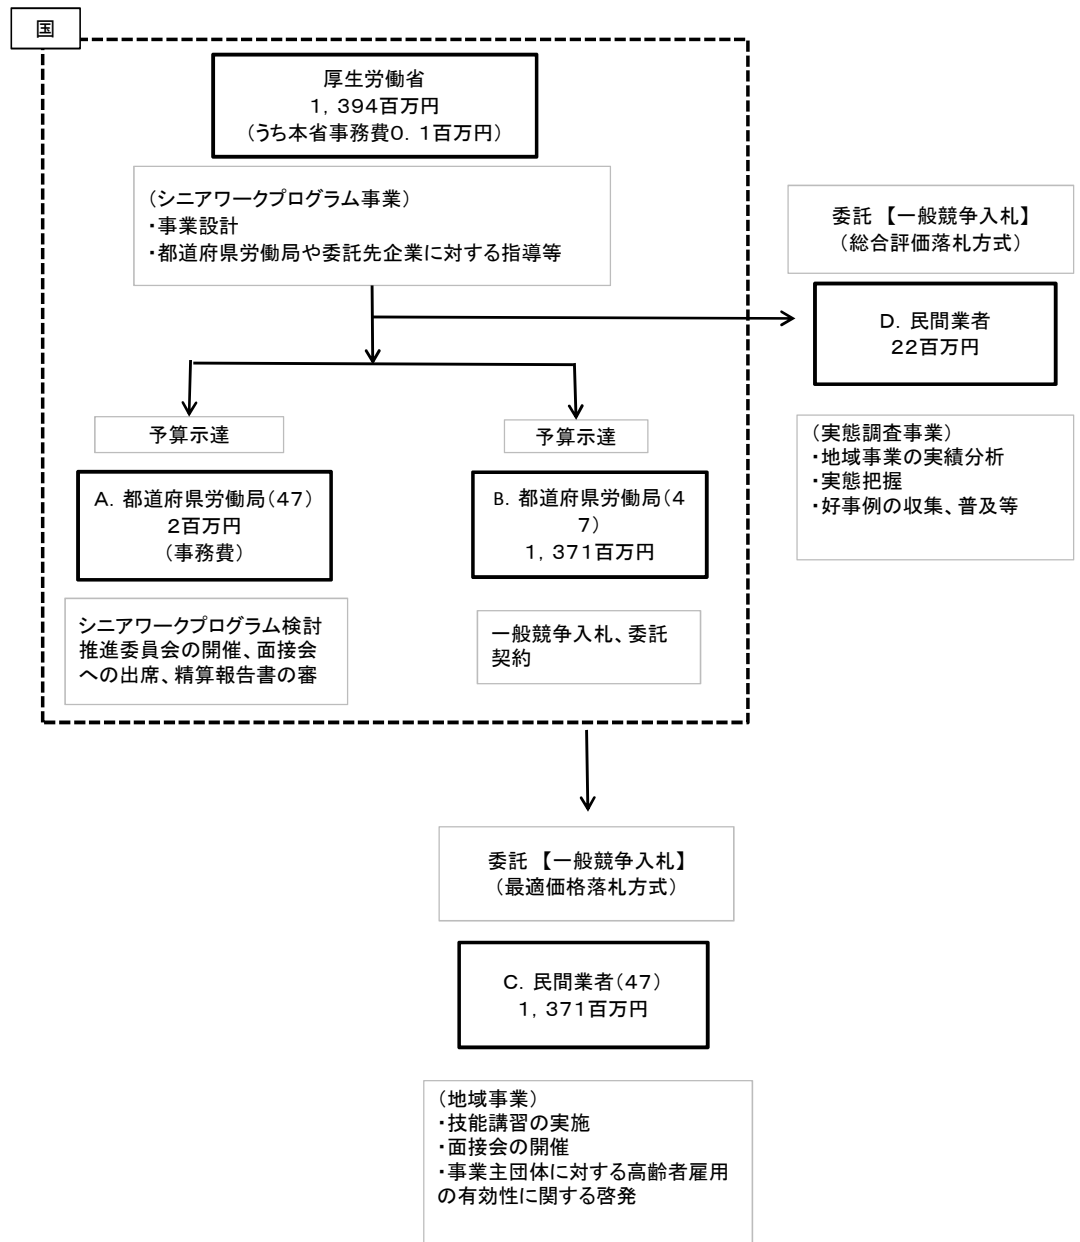 国
厚生労働省
1,394百万円
(うち本省事務費0.1百万円)
(シニアワークプログラム事業)
・事業設計
・都道府県労働局や委託先企業に対する指導等
委託 【一般競争入札】
(総合評価落札方式)
D. 民間業者
22百万円
(実態調査事業)
・地域事業の実績分析
・実態把握
・好事例の収集、普及等
予算示達
A. 都道府県労働局(47)
2百万円
(事務費)
シニアワークプログラム検討
推進委員会の開催、面接会
への出席、精算報告書の審
予算示達
B. 都道府県労働局(4
7)
1,371百万円
一般競争入札、委託
契約
委託 【一般競争入札】
(最適価格落札方式)
C. 民間業者(47)
1,371百万円
(地域事業)
・技能講習の実施
・面接会の開催
・事業主団体に対する高齢者雇用
の有効性に関する啓発